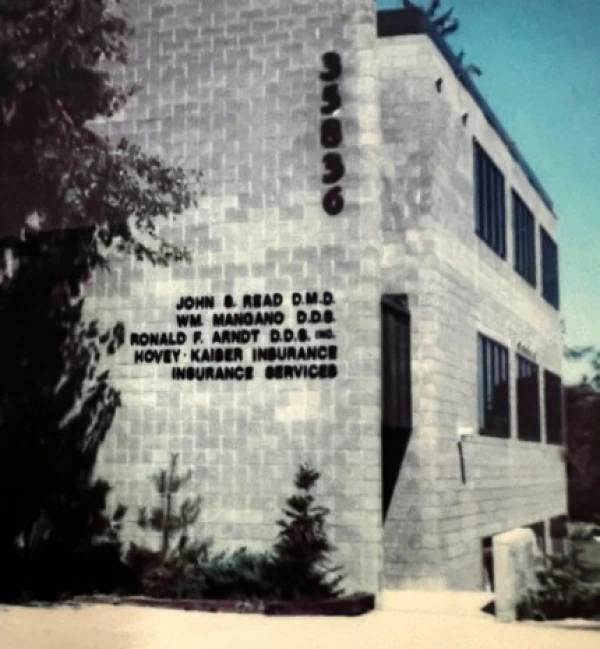 35836
JOHN S. READ D.M.D.
WM. MANGANO D.D.S.
RONALD F. ARNDT D.D.S. INC.
HOVEY · KAISER INSURANCE
INSURANCE SERVICES